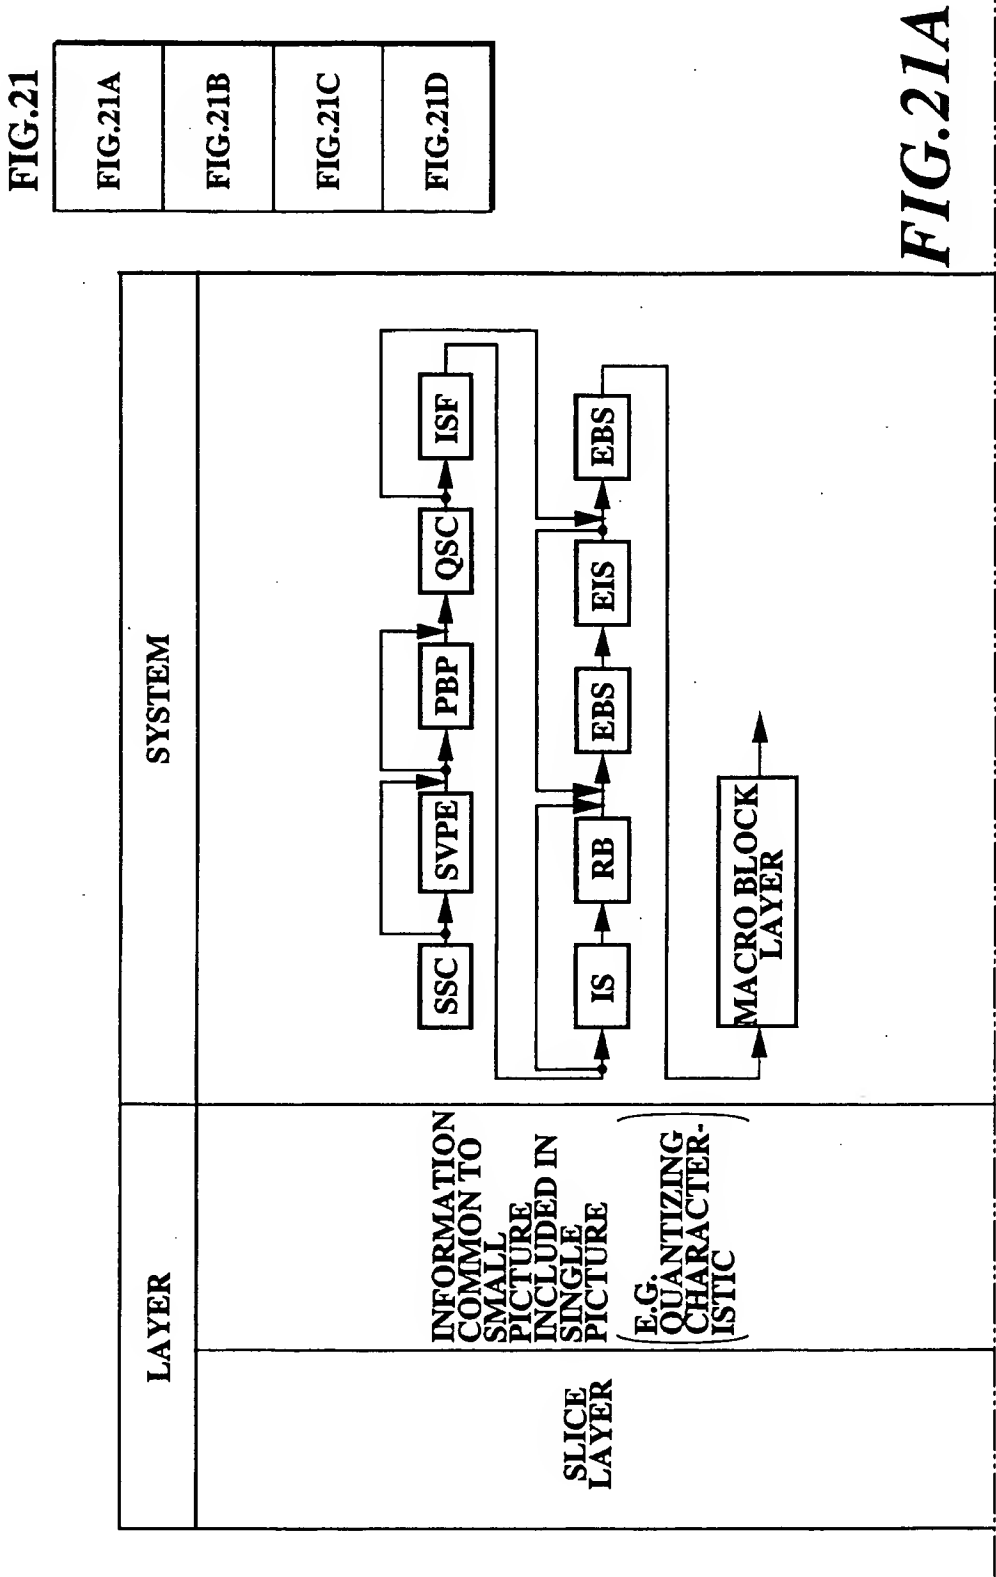 FIG.21
FIG.21A
FIG.21B
FIG.21C
FIG.21D
LAYER
SYSTEM
SLICE
LAYER
INFORMATION
COMMON TO
SMALL
PICTURE
INCLUDED IN
SINGLE
PICTURE
(E.G.
QUANTIZING
CHARACTER-
ISTIC)
SSC
SVPE
PBP
QSC
ISF
IS
RB
EBS
EIS
EBS
MACRO BLOCK
LAYER
FIG.21A